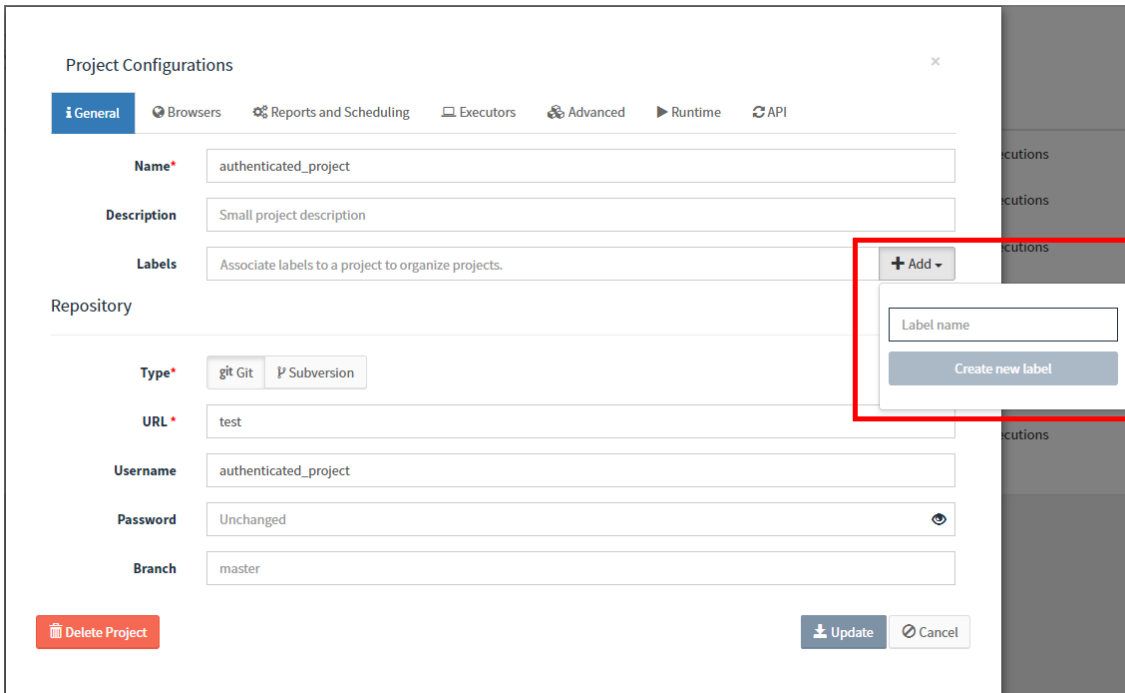 Project Configurations ×
General Browsers Reports and Scheduling Executors Advanced Runtime API
Name* authenticated_project
Description Small project description
Labels Associate labels to a project to organize projects. Add
Label name
Create new label
Repository
Type* git Git Subversion
URL * test
Username authenticated_project
Password Unchanged
Branch master
Delete Project Update Cancel
ecutions
ecutions
ecutions
ecutions